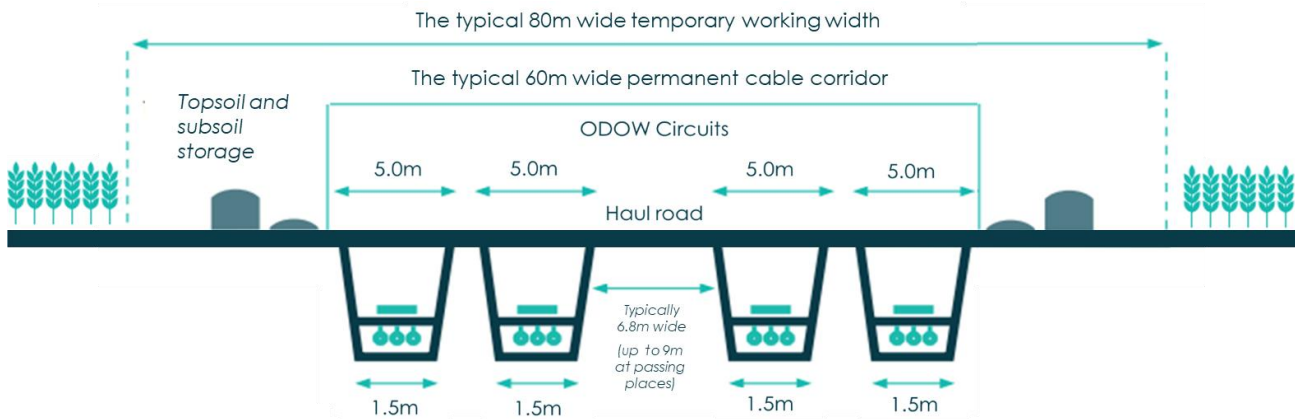 The typical 80m wide temporary working width
The typical 60m wide permanent cable corridor
Topsoil and
subsoil
storage
ODOW Circuits
5.0m
5.0m
5.0m
5.0m
Haul road
Typically
6.8m wide
(up to 9m
at passing
places)
1.5m
1.5m
1.5m
1.5m